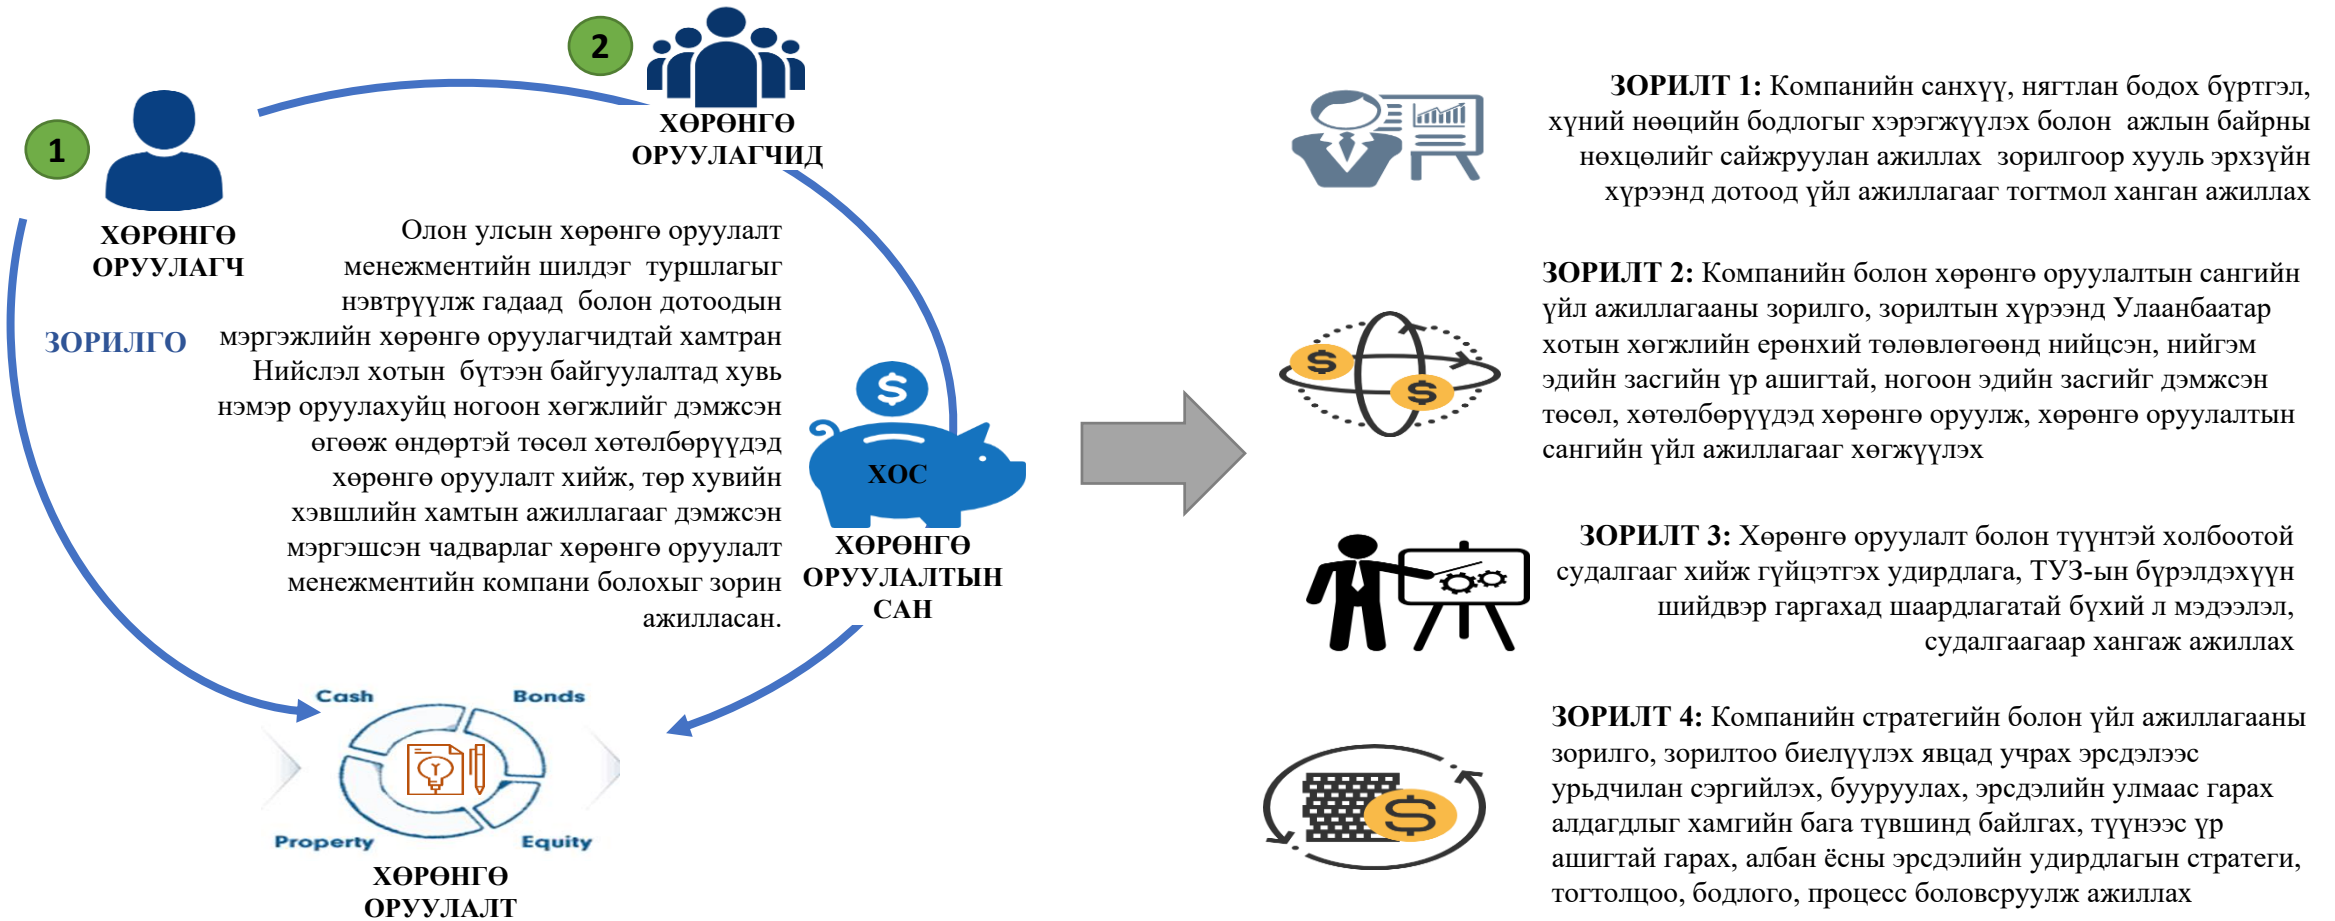 1
ХӨРӨНГӨ
ОРУУЛАГЧ
2
ХӨРӨНГӨ
ОРУУЛАГЧИД
ЗОРИЛГО
Олон улсын хөрөнгө оруулалт
менежментийн шилдэг туршлагыг
нэвтрүүлж гадаад болон дотоодын
мэргэжлийн хөрөнгө оруулагчидтай хамтран
Нийслэл хотын бүтээн байгуулалтад хувь
нэмэр оруулахуйц ногоон хөгжлийг дэмжсэн
өгөөж өндөртэй төсөл хөтөлбөрүүдэд
хөрөнгө оруулалт хийж, төр хувийн
хэвшлийн хамтын ажиллагааг дэмжсэн
мэргэшсэн чадварлаг хөрөнгө оруулалт
менежментийн компани болохыг зорин
ажилласан.
$
ХОС
ХӨРӨНГӨ
ОРУУЛАЛТЫН
САН
Cash
Bonds
Property
Equity
ХӨРӨНГӨ
ОРУУЛАЛТ
ЗОРИЛТ 1: Компанийн санхүү, нягтлан бодох бүртгэл,
хүний нөөцийн бодлогыг хэрэгжүүлэх болон ажлын байрны
нөхцөлийг сайжруулан ажиллах зорилгоор хууль эрхзүйн
хүрээнд дотоод үйл ажиллагааг тогтмол ханган ажиллах
$
$
ЗОРИЛТ 2: Компанийн болон хөрөнгө оруулалтын сангийн
үйл ажиллагааны зорилго, зорилтын хүрээнд Улаанбаатар
хотын хөгжлийн ерөнхий төлөвлөгөөнд нийцсэн, нийгэм
эдийн засгийн үр ашигтай, ногоон эдийн засгийг дэмжсэн
төсөл, хөтөлбөрүүдэд хөрөнгө оруулж, хөрөнгө оруулалтын
сангийн үйл ажиллагааг хөгжүүлэх
ЗОРИЛТ 3: Хөрөнгө оруулалт болон түүнтэй холбоотой
судалгааг хийж гүйцэтгэх удирдлага, ТУЗ-ын бүрэлдэхүүн
шийдвэр гаргахад шаардлагатай бүхий л мэдээлэл,
судалгаагаар хангаж ажиллах
$
ЗОРИЛТ 4: Компанийн стратегийн болон үйл ажиллагааны
зорилго, зорилтоо биелүүлэх явцад учрах эрсдэлээс
урьдчилан сэргийлэх, бууруулах, эрсдэлийн улмаас гарах
алдагдлыг хамгийн бага түвшинд байлгах, түүнээс үр
ашигтай гарах, албан ёсны эрсдэлийн удирдлагын стратеги,
тогтолцоо, бодлого, процесс боловсруулж ажиллах